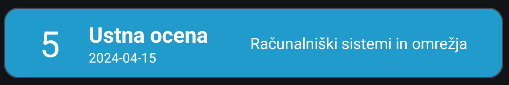 5
Ustna ocena
2024-04-15
Računalniški sistemi in omrežja